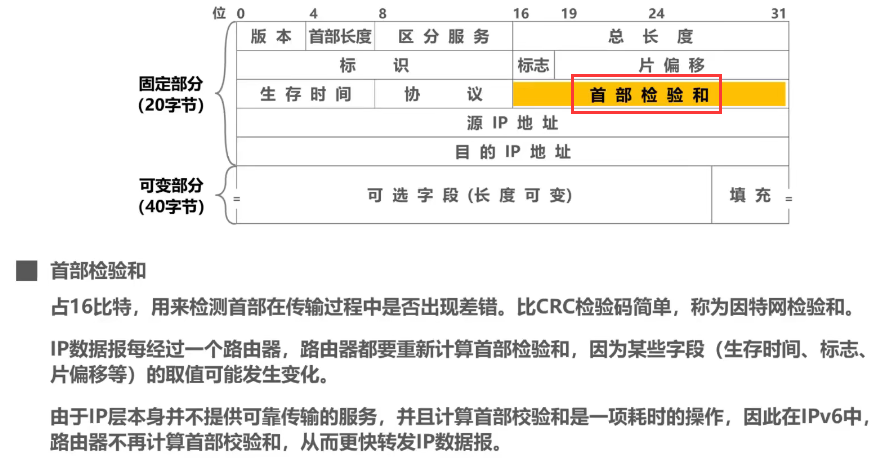 位 0 4 8 16 19 24 31
版 本 首部长度 区 分 服 务 总 长 度
标 识 标志 片 偏 移
固定部分
(20字节)
生 存 时 间 协 议 首 部 检 验 和
源 IP 地 址
目 的 IP 地 址
可变部分
(40字节)
可 选 字 段 (长 度 可 变) 填 充
首部检验和
占16比特，用来检测首部在传输过程中是否出现差错。比CRC检验码简单，称为因特网检验和。
IP数据报每经过一个路由器，路由器都要重新计算首部检验和，因为某些字段（生存时间、标志、
片偏移等）的取值可能发生变化。
由于IP层本身并不提供可靠传输的服务，并且计算首部校验和是一项耗时的操作，因此在IPv6中，
路由器不再计算首部校验和，从而更快转发IP数据报。